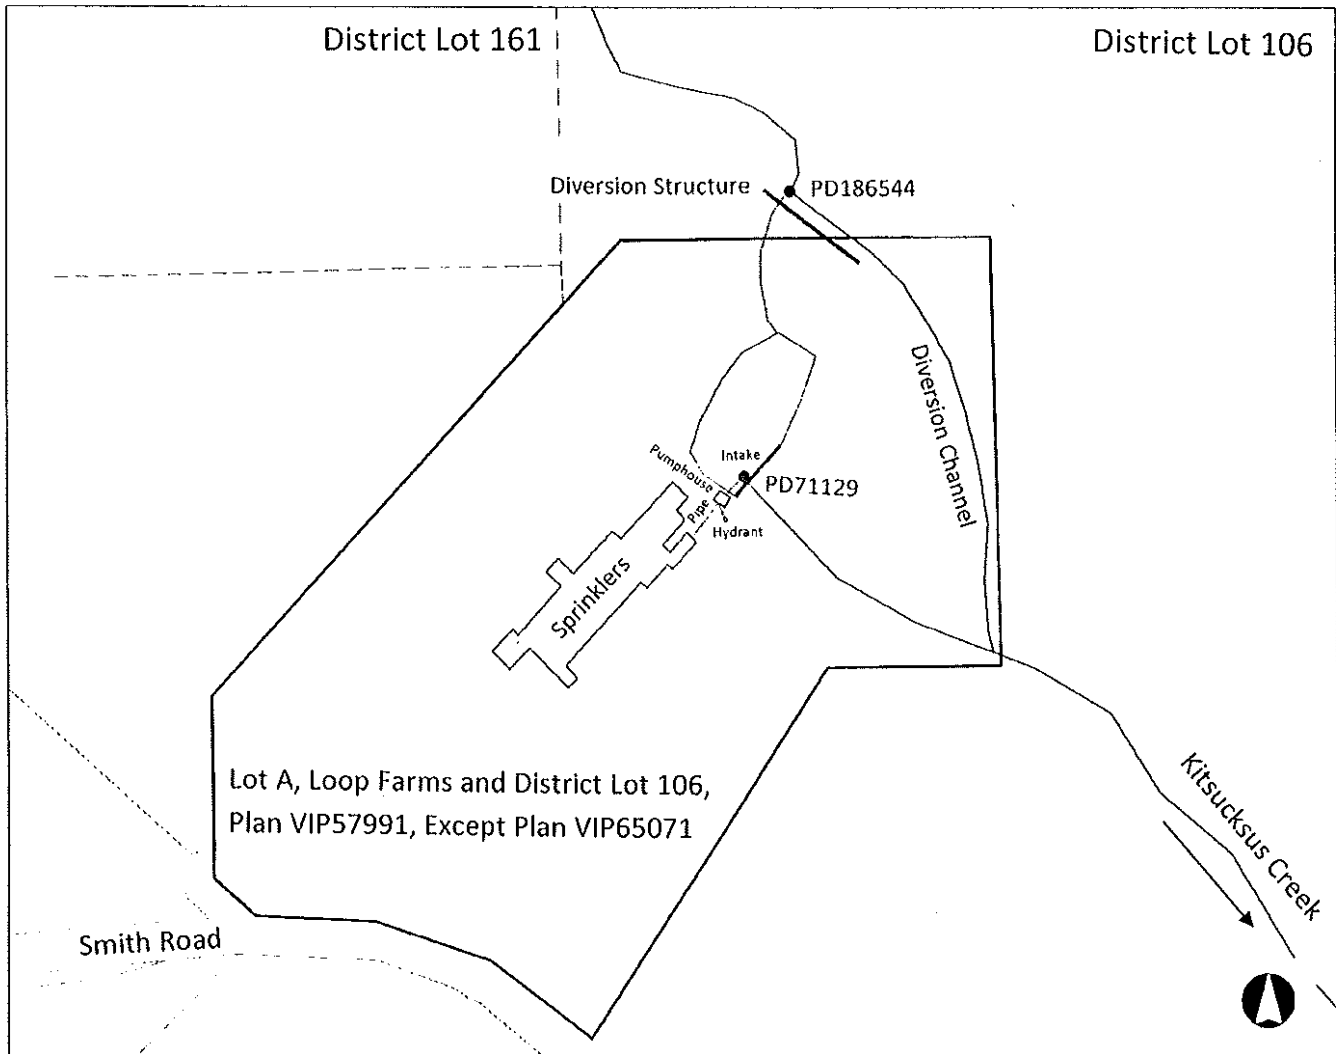 District Lot 161
District Lot 106
Diversion Structure
PD186544
Diversion Channel
Intake
Pumphouse
PD71129
Pipe
Hydrant
Sprinklers
Lot A, Loop Farms and District Lot 106,
Plan VIP57991, Except Plan VIP65071
Kitsucksus Creek
Smith Road